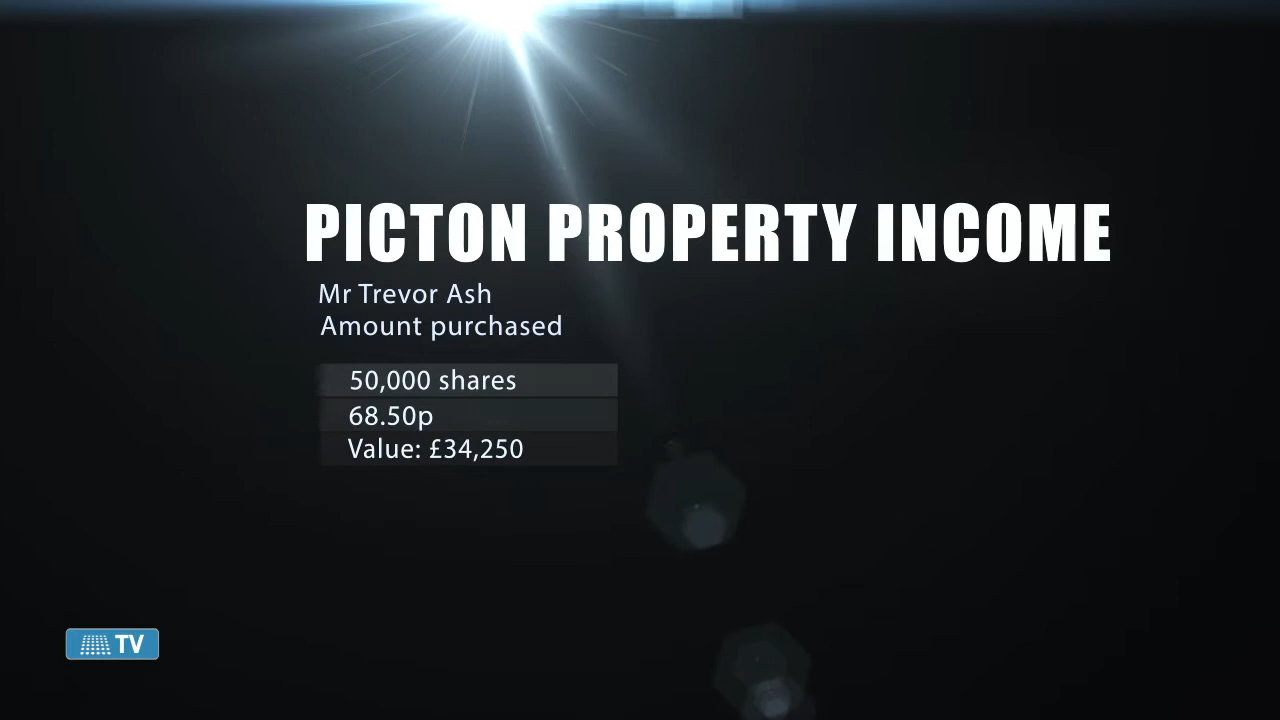 PICTON PROPERTY INCOME
Mr Trevor Ash
Amount purchased
50,000 shares
68.50p
Value: £34,250
TV